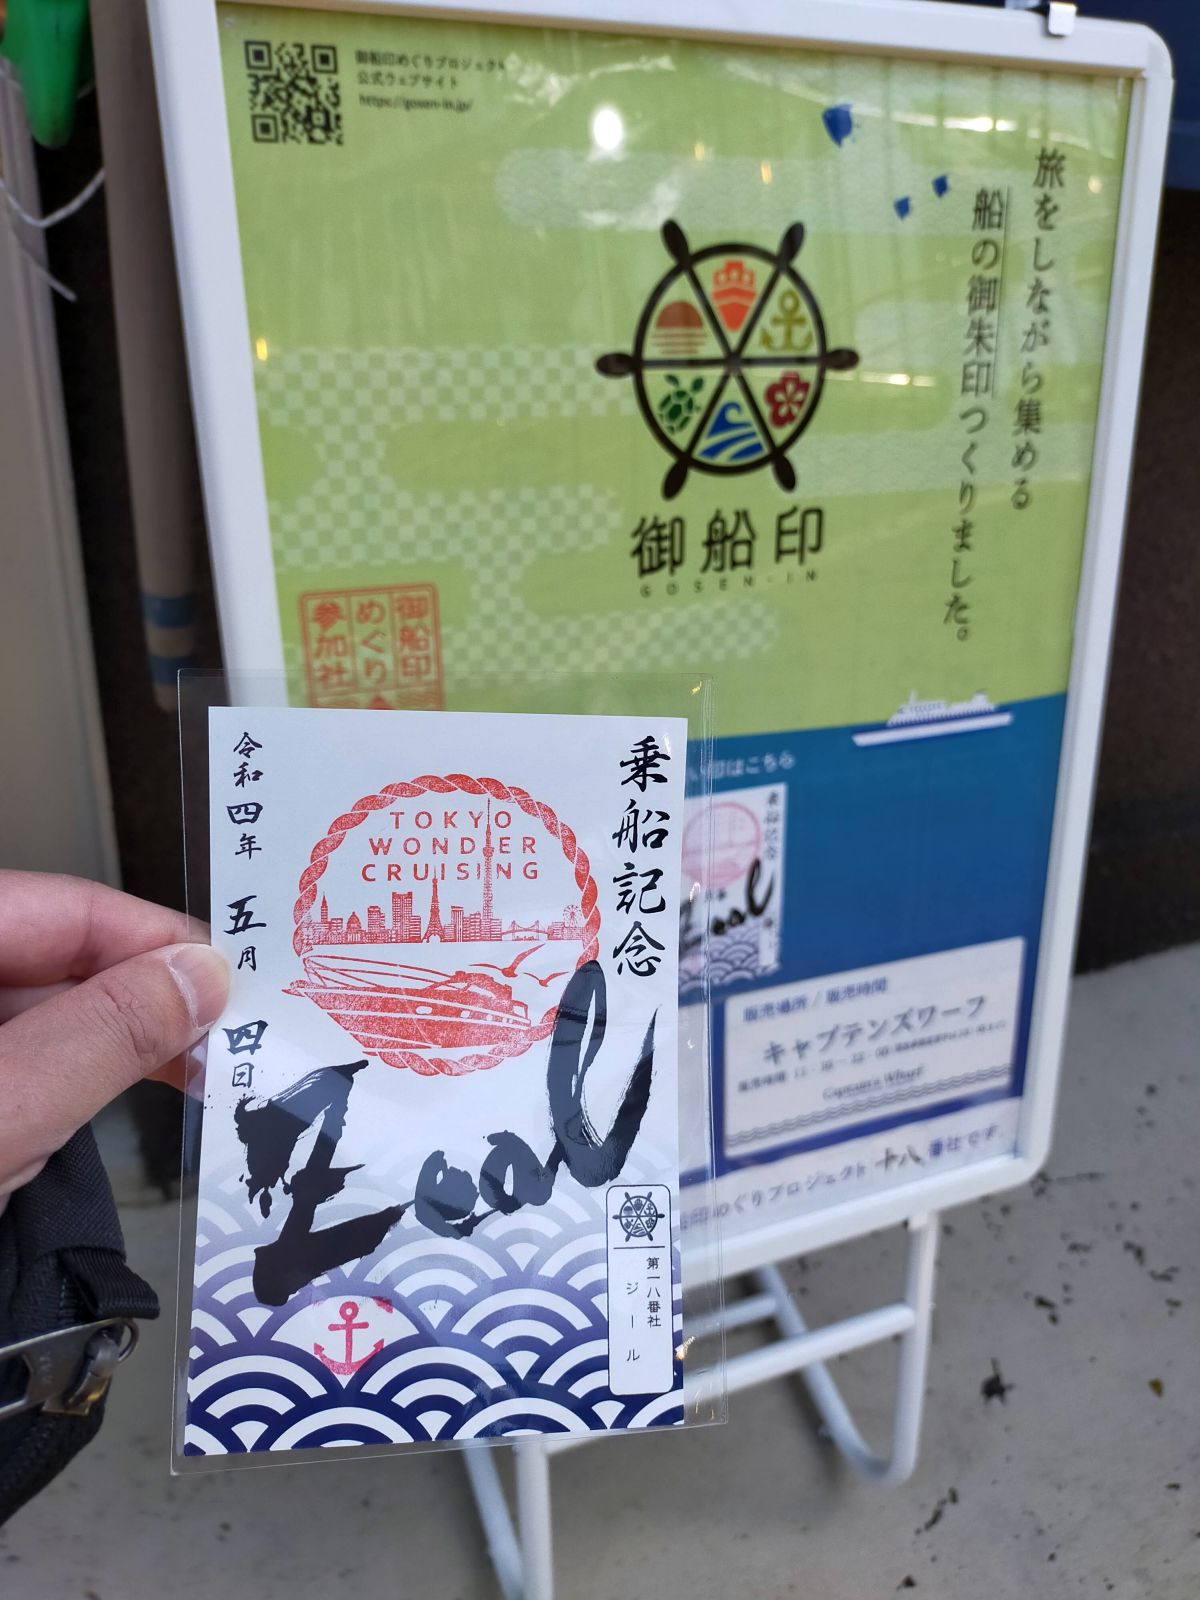 御船印めぐりプロジェクト
公式ウェブサイト
https://gosen-in.jp/
旅をしながら集める
船の御朱印つくりました。
御船印
GOSEN-IN
御船印
めぐり
参加社
印はこちら
販売場所／販売時間
キャプテンズワーフ
Captains Wharf
印めぐりプロジェクト 十八 番社です。
乗船記念
TOKYO
WONDER
CRUISING
令和四年 五月 四日
Zeal
第一八番社
ジール